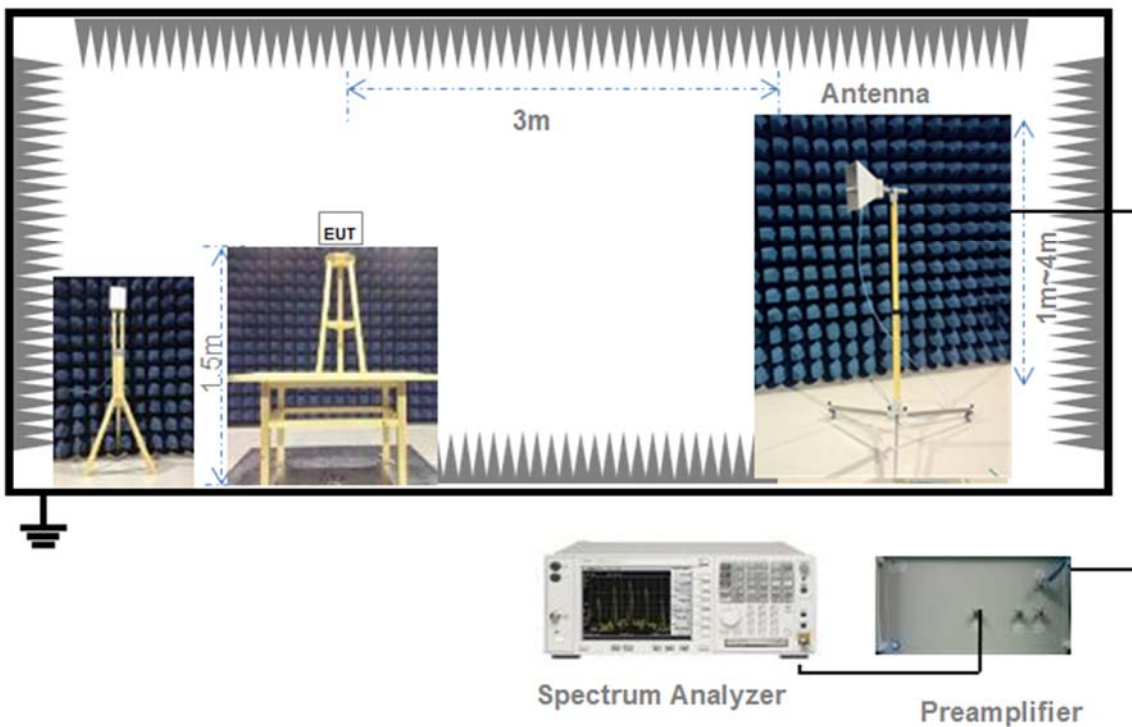 3m
Antenna
EUT
1.5m
1m~4m
Spectrum Analyzer
Preamplifier